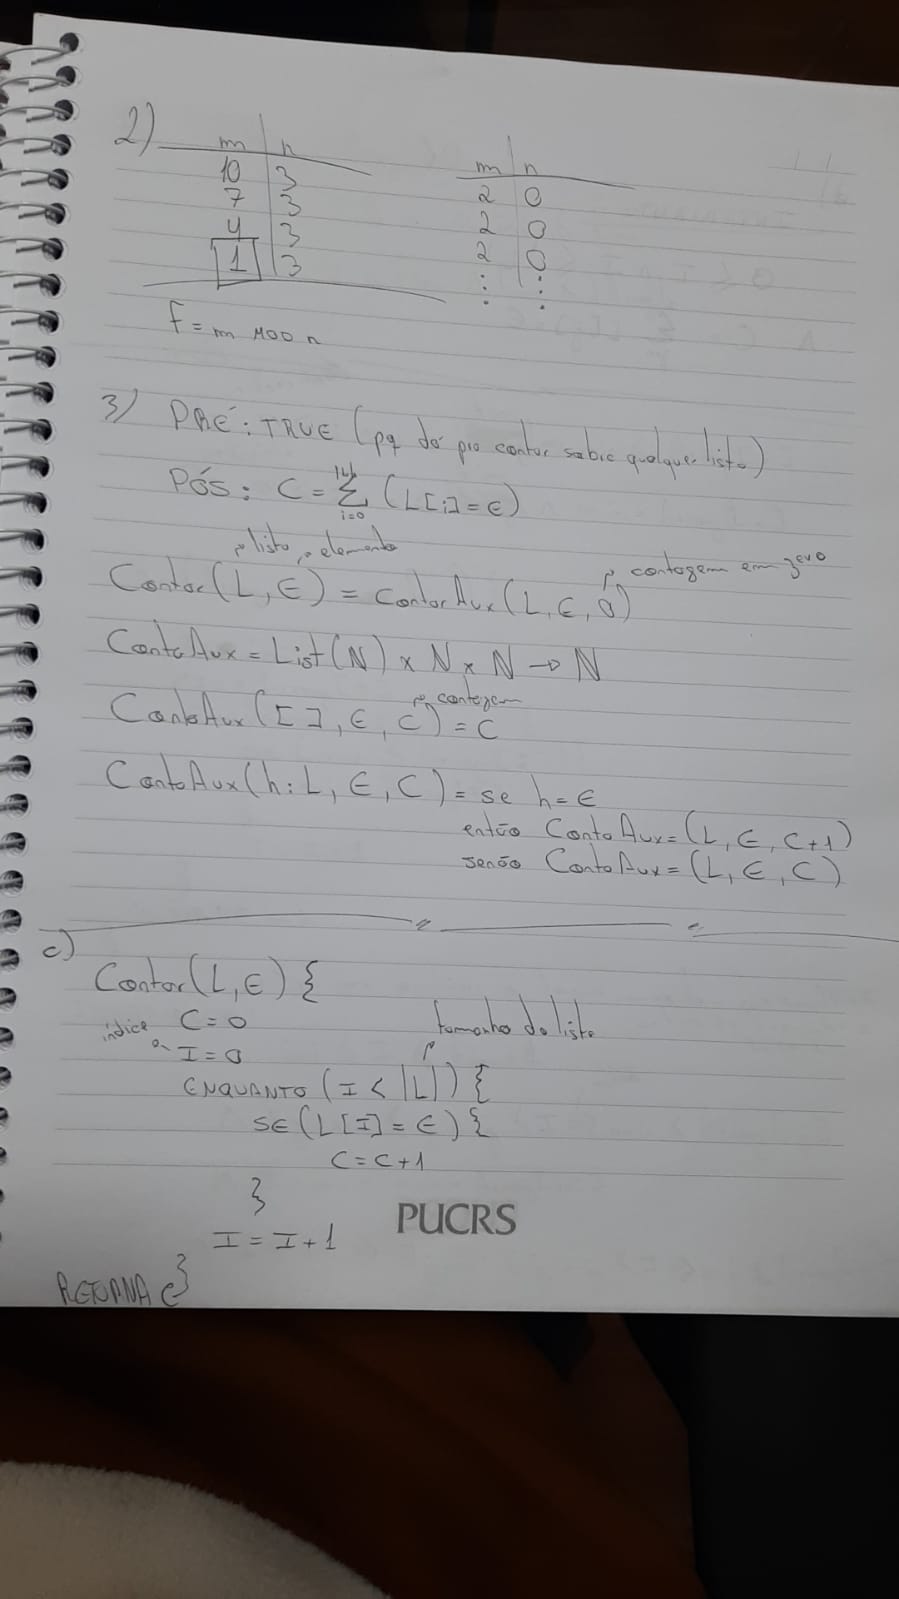 2)
m | n
10 | 3
7 | 3
4 | 3
1 | 3
f = m MOD n
m | n
2 | 0
2 | 0
2 | 0
⋮ | ⋮
3) PRÉ: TRUE (pq dá pra contar sobre qualquer lista)
PÓS: C = |L| Σ i=0 (L[i] = E)
lista, elemento
contagem em zero
Contar(L, E) = ContarAux(L, E, 0)
ContaAux = List(N) × N × N → N
contagem
ContaAux([ ], E, C) = C
ContaAux(h:L, E, C) = se h = E
então ContaAux = (L, E, C+1)
senão ContaAux = (L, E, C)
c)
Contar(L, E) {
C = 0
tamanho da lista
índice
I = 0
ENQUANTO (I < |L|) {
SE (L[I] = E) {
C = C + 1
}
PUCRS
I = I + 1
}
RETORNA C